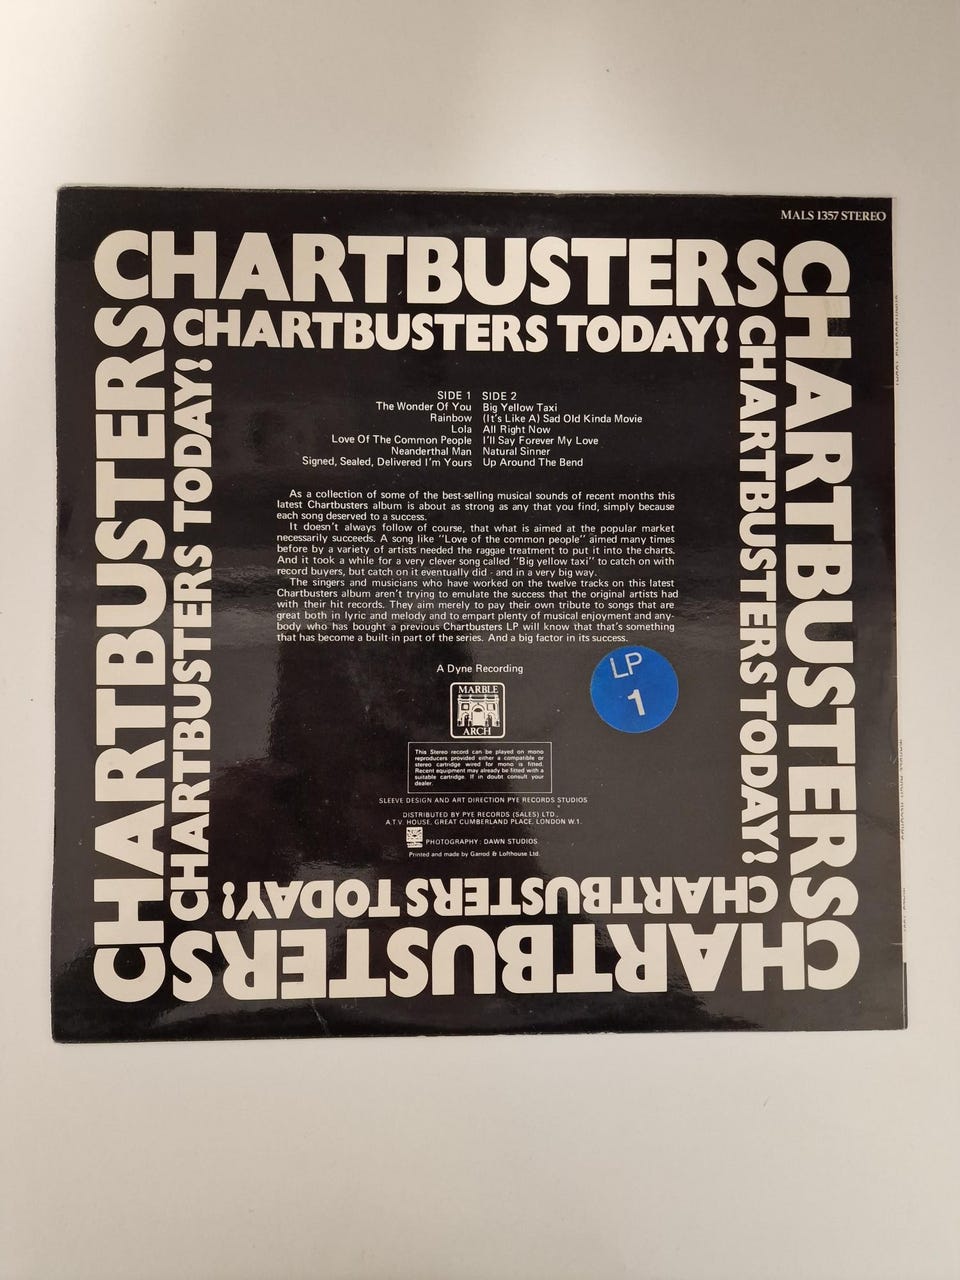 MALS 1357 STEREO
CHARTBUSTERS
CHARTBUSTERS TODAY!
CHARTBUSTERS
CHARTBUSTERS TODAY!
CHARTBUSTERS
CHARTBUSTERS TODAY!
SIDE 1 SIDE 2
The Wonder Of You Big Yellow Taxi
Rainbow (It's Like A) Sad Old Kinda Movie
Lola All Right Now
Love Of The Common People I'll Say Forever My Love
Neanderthal Man Natural Sinner
Signed, Sealed, Delivered I'm Yours Up Around The Bend
As a collection of some of the best-selling musical sounds of recent months this
latest Chartbusters album is about as strong as any that you find, simply because
each song deserved to a success.
It doesn't always follow of course, that what is aimed at the popular market
necessarily succeeds. A song like "Love of the common people" aimed many times
before by a variety of artists needed the raggae treatment to put it into the charts.
And it took a while for a very clever song called "Big yellow taxi" to catch on with
record buyers, but catch on it eventually did - and in a very big way.
The singers and musicians who have worked on the twelve tracks on this latest
Chartbusters album aren't trying to emulate the success that the original artists had
with their hit records. They aim merely to pay their own tribute to songs that are
great both in lyric and melody and to empart plenty of musical enjoyment and any-
body who has bought a previous Chartbusters LP will know that that's something
that has become a built-in part of the series. And a big factor in its success.
A Dyne Recording
LP
1
MARBLE
ARCH
This Stereo record can be played on mono
reproducers provided either a compatible or
stereo cartridge wired for mono is fitted.
Recent equipment may already be fitted with a
suitable cartridge. If in doubt consult your
dealer.
SLEEVE DESIGN AND ART DIRECTION PYE RECORDS STUDIOS
DISTRIBUTED BY PYE RECORDS (SALES) LTD.,
A.T.V. HOUSE, GREAT CUMBERLAND PLACE, LONDON W.1.
PHOTOGRAPHY: DAWN STUDIOS
Printed and made by Garrod & Lofthouse Ltd.
CHARTBUSTERS TODAY!
CHARTBUSTERS